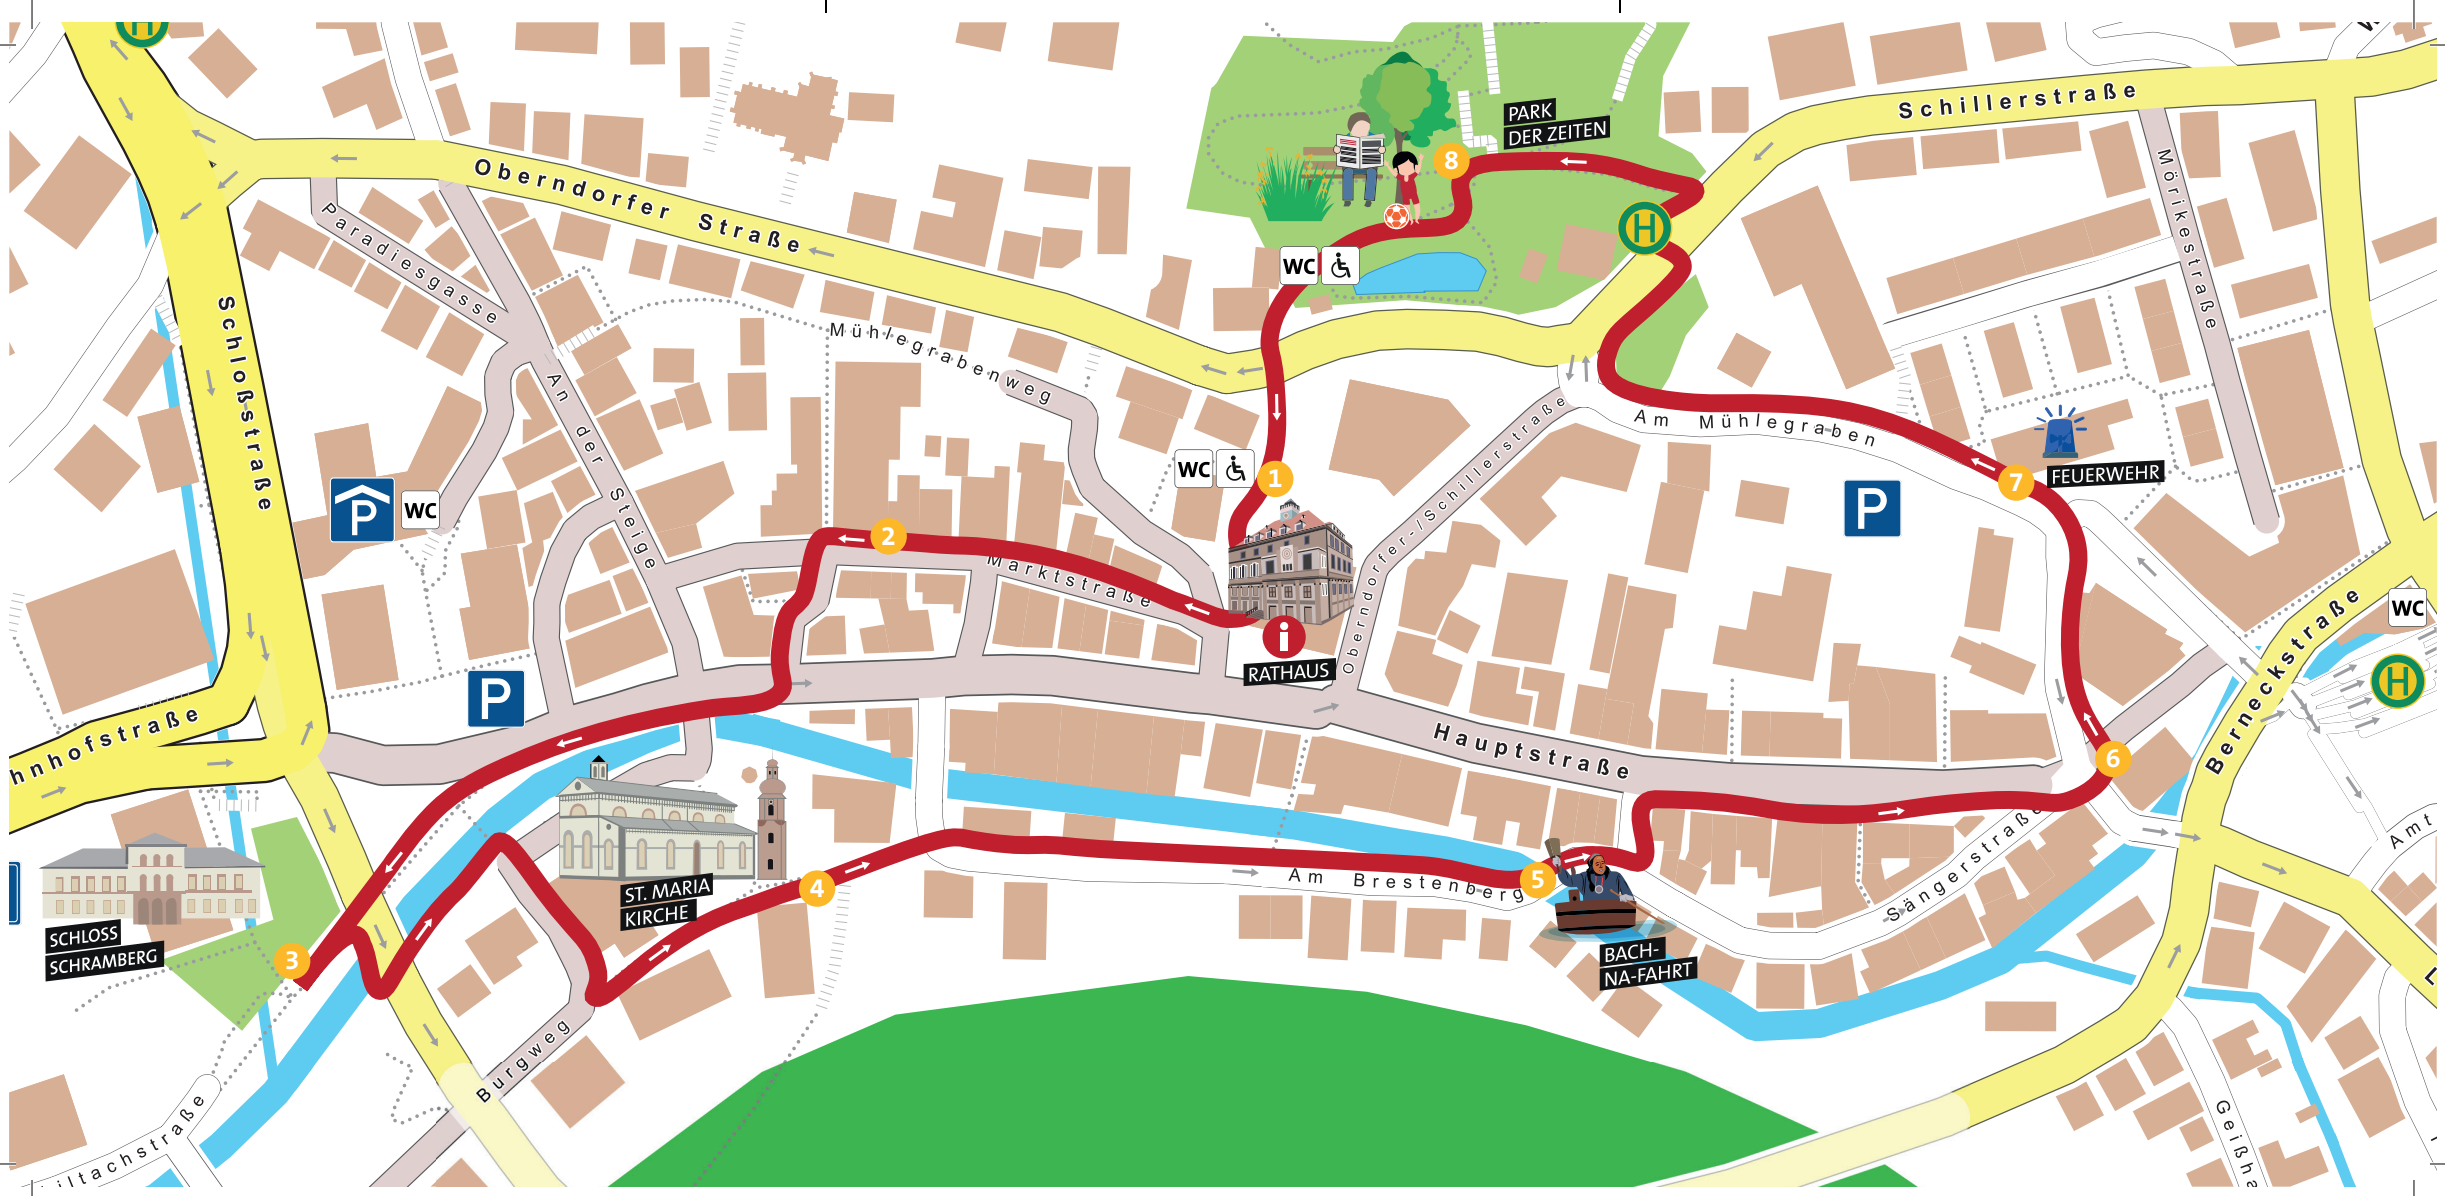 H
Schillerstraße
PARK
DER ZEITEN
8
Oberndorfer Straße
H
Mörikestraße
Paradiesgasse
WC
Schloßstraße
Mühlegrabenweg
An der Steige
Am Mühlegraben
Oberndorfer-/Schillerstraße
WC
1
FEUERWEHR
7
P
WC
P
2
Marktstraße
i
RATHAUS
WC
H
Berneckstraße
P
hnhofstraße
Hauptstraße
6
ST. MARIA
KIRCHE
4
5
Am Brestenberg
Sängerstraße
Amt
SCHLOSS
SCHRAMBERG
3
BACH-
NA-FAHRT
Burgweg
iltachstraße
Geißha